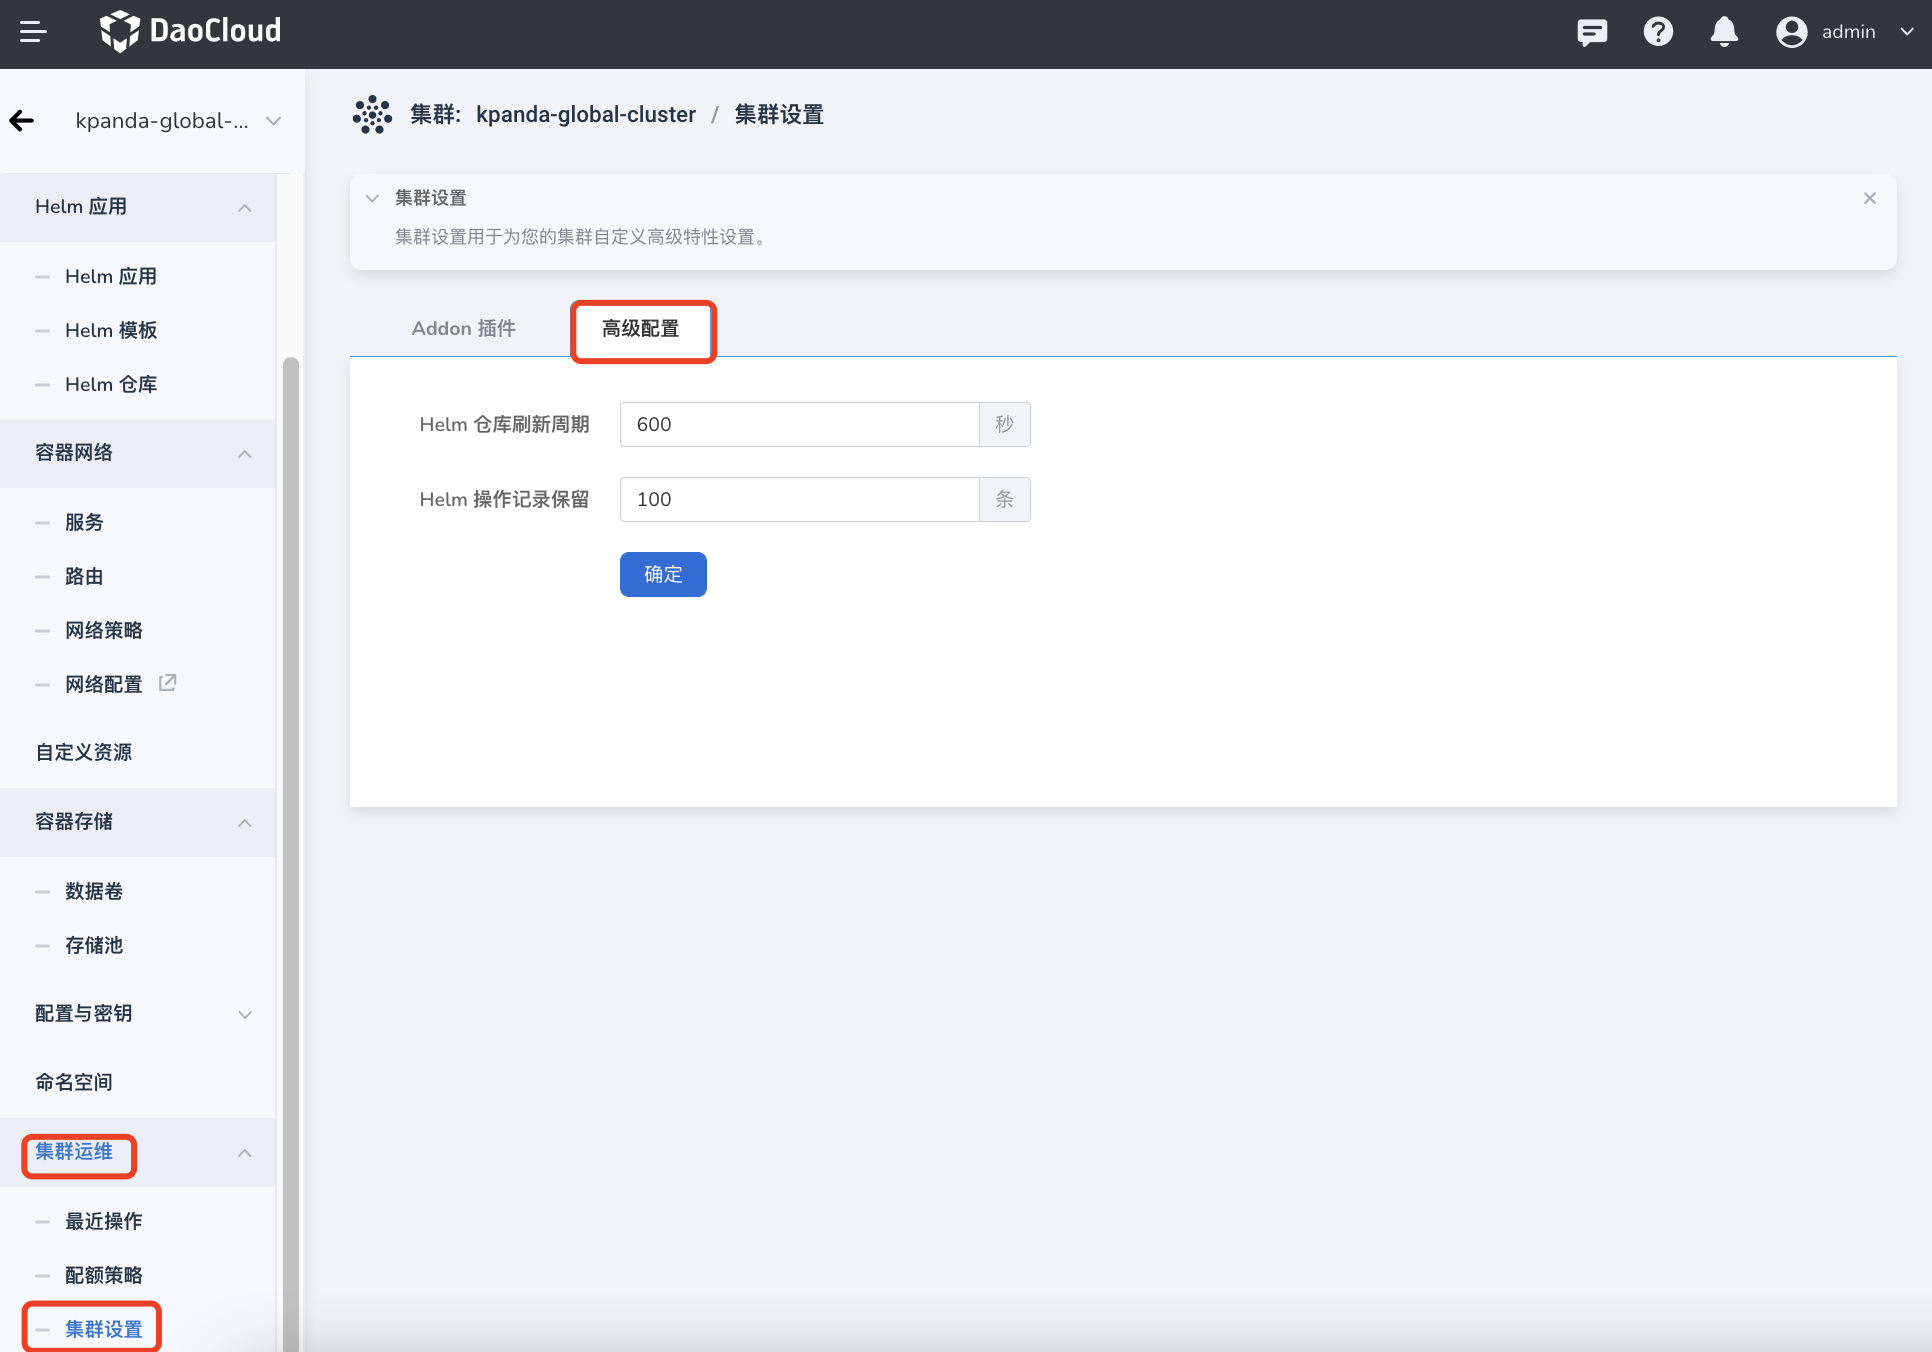 DaoCloud
admin
kpanda-global-...
Helm 应用
Helm 应用
Helm 模板
Helm 仓库
容器网络
服务
路由
网络策略
网络配置
自定义资源
容器存储
数据卷
存储池
配置与密钥
命名空间
集群运维
最近操作
配额策略
集群设置
集群: kpanda-global-cluster / 集群设置
集群设置
集群设置用于为您的集群自定义高级特性设置。
Addon 插件
高级配置
Helm 仓库刷新周期 600 秒
Helm 操作记录保留 100 条
确定